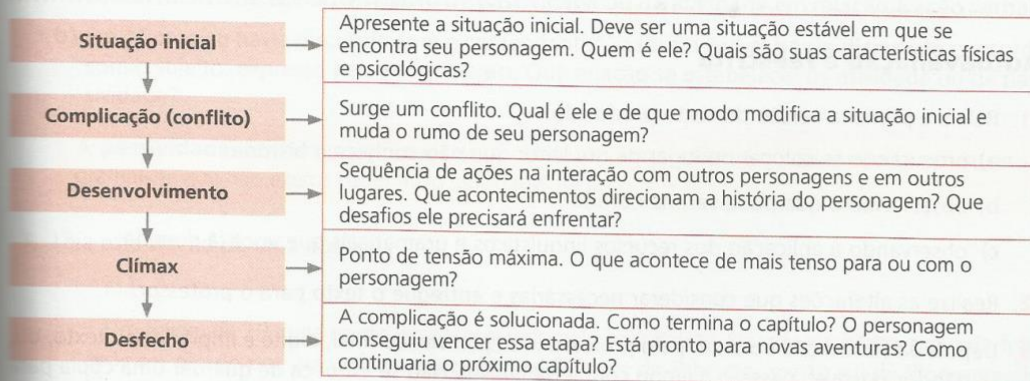 Situação inicial
Apresente a situação inicial. Deve ser uma situação estável em que se
encontra seu personagem. Quem é ele? Quais são suas características físicas
e psicológicas?
Complicação (conflito)
Surge um conflito. Qual é ele e de que modo modifica a situação inicial e
muda o rumo de seu personagem?
Desenvolvimento
Sequência de ações na interação com outros personagens e em outros
lugares. Que acontecimentos direcionam a história do personagem? Que
desafios ele precisará enfrentar?
Clímax
Ponto de tensão máxima. O que acontece de mais tenso para ou com o
personagem?
Desfecho
A complicação é solucionada. Como termina o capítulo? O personagem
conseguiu vencer essa etapa? Está pronto para novas aventuras? Como
continuaria o próximo capítulo?